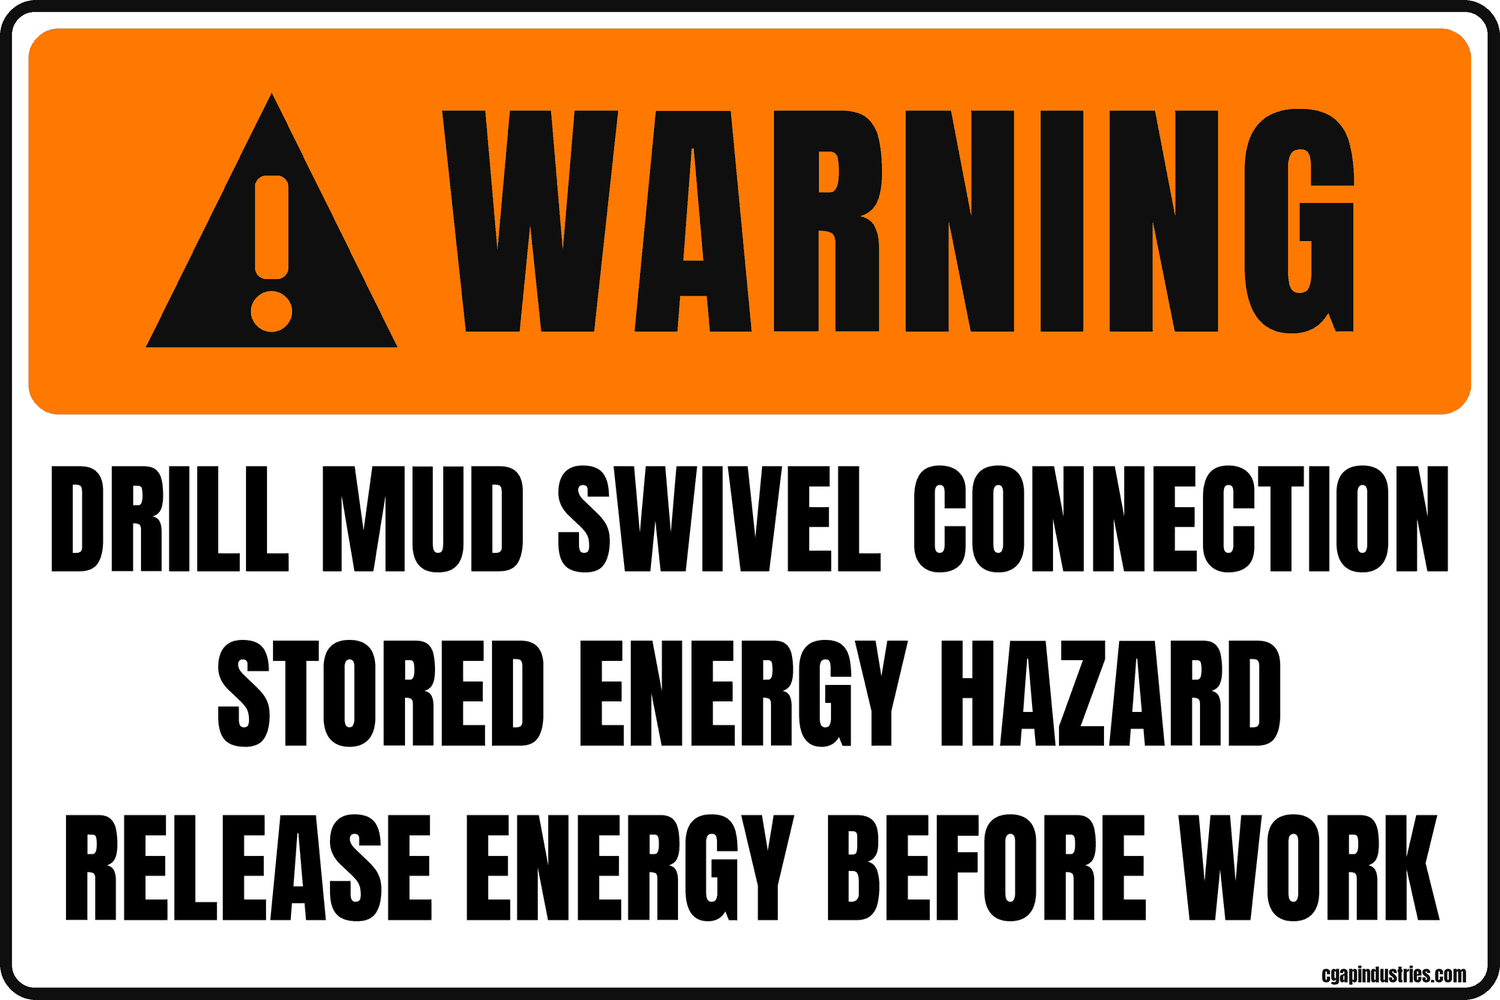 WARNING
DRILL MUD SWIVEL CONNECTION
STORED ENERGY HAZARD
RELEASE ENERGY BEFORE WORK
cgapindustries.com